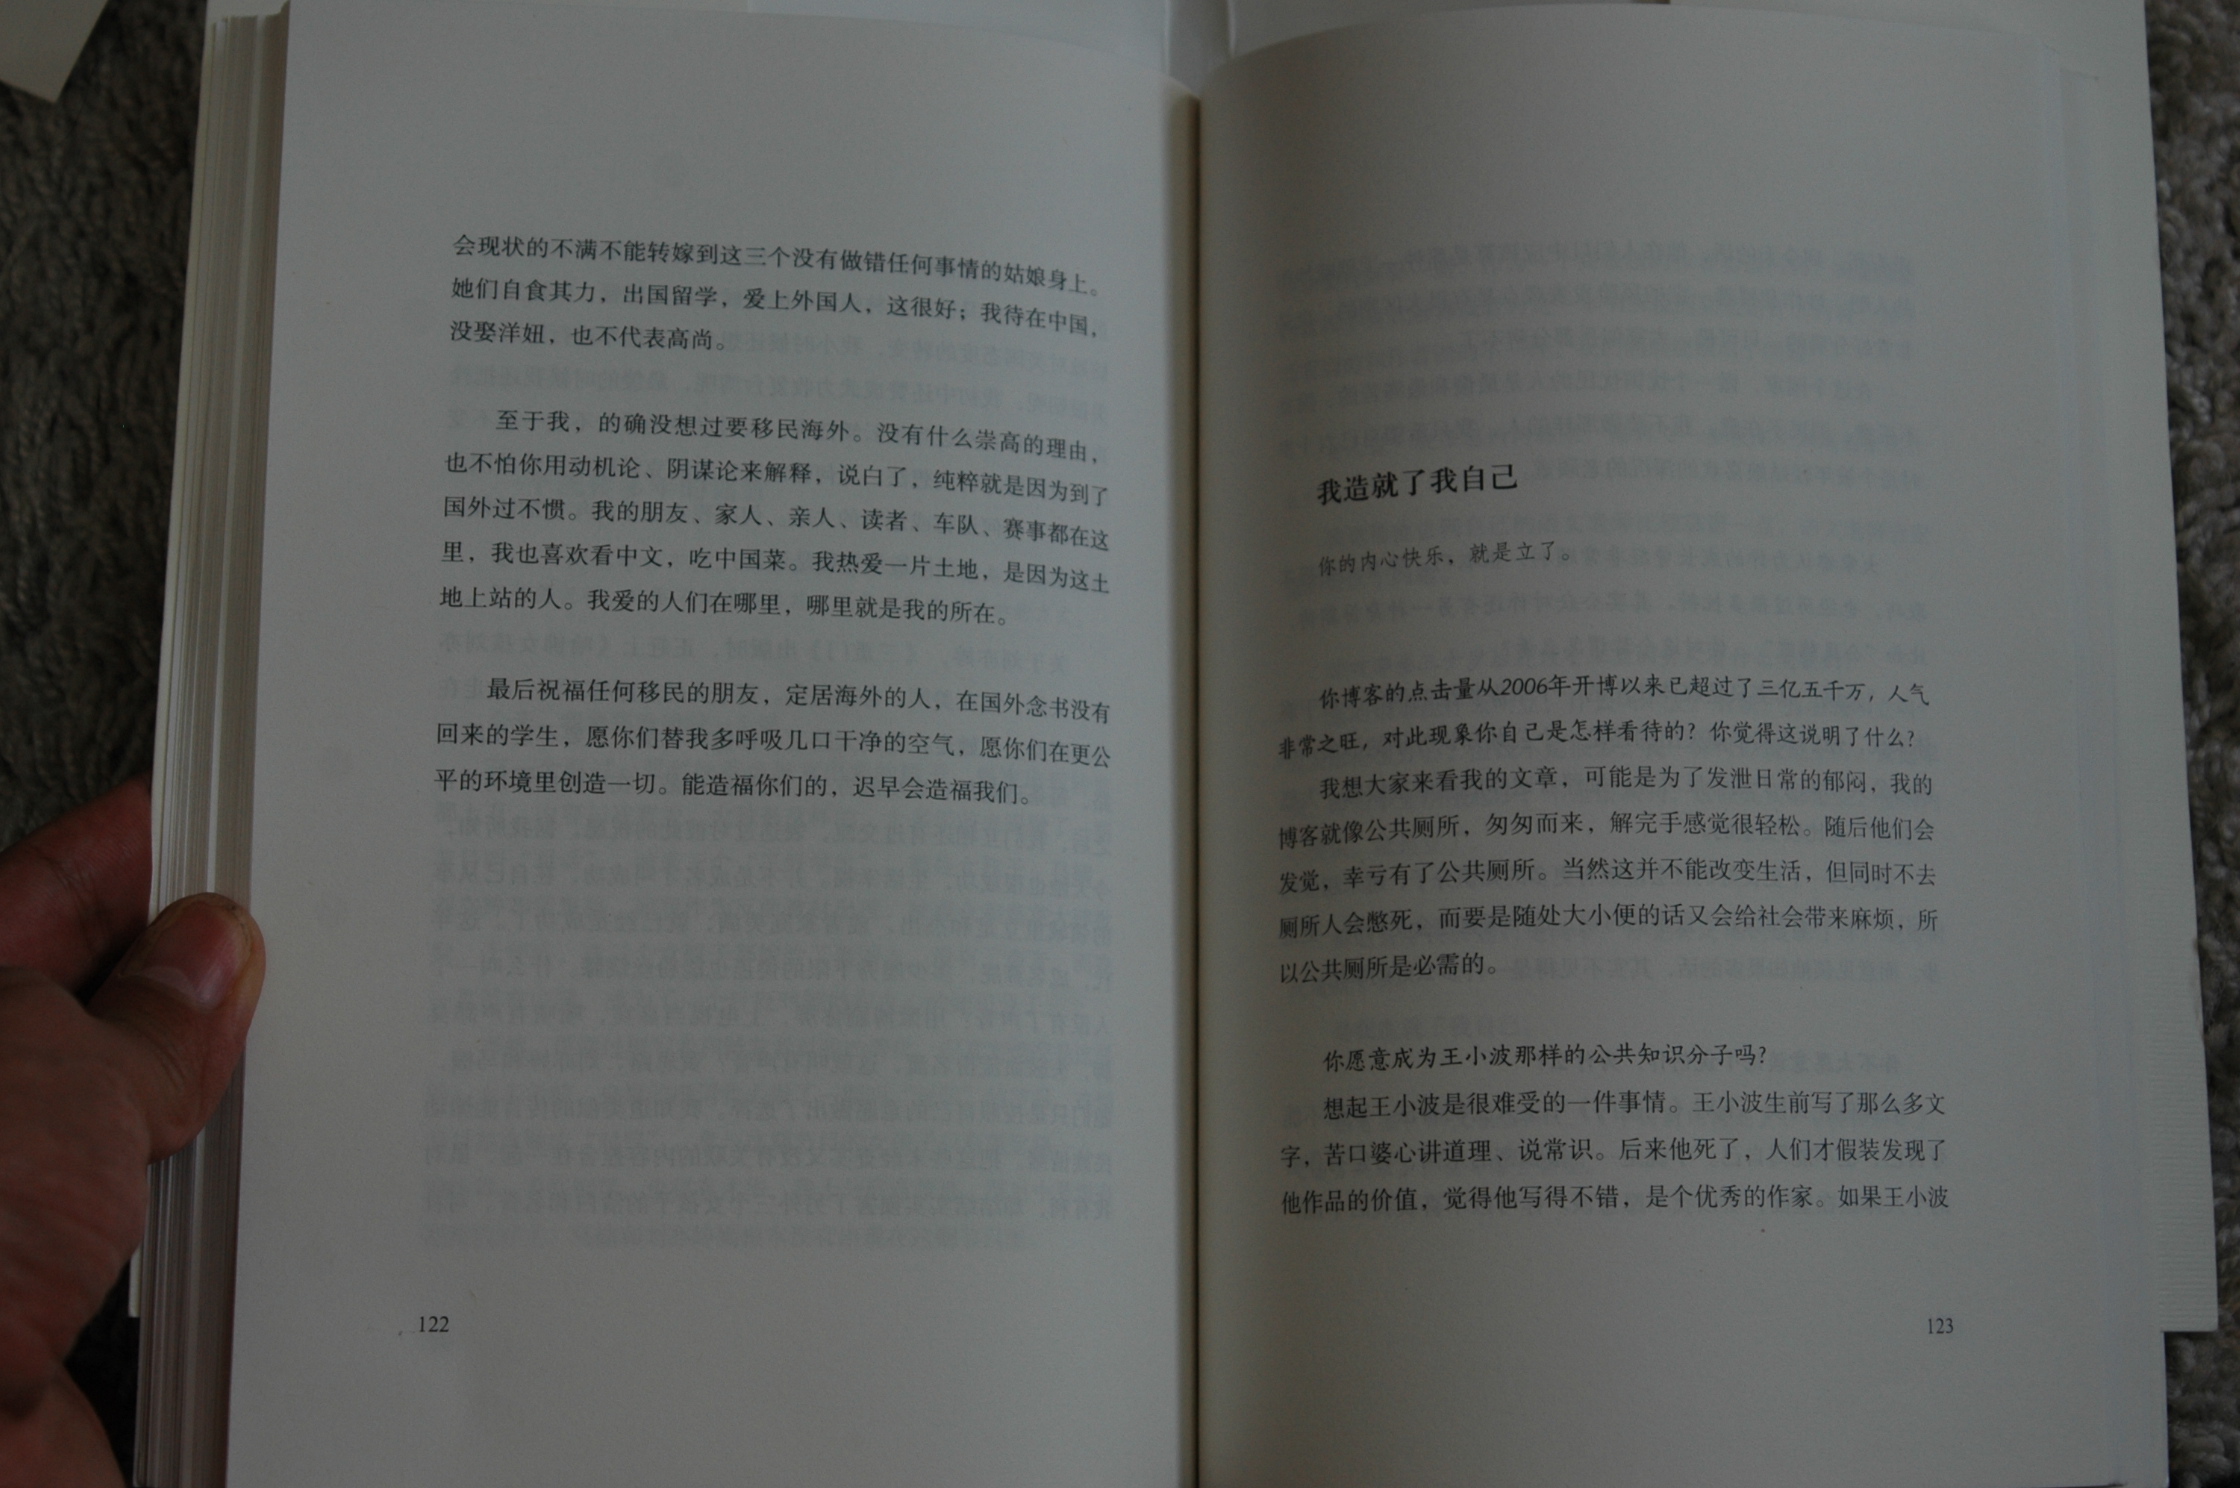 会现状的不满不能转嫁到这三个没有做错任何事情的姑娘身上。
她们自食其力，出国留学，爱上外国人，这很好；我待在中国，
没娶洋妞，也不代表高尚。
至于我，的确没想过要移民海外。没有什么崇高的理由，
也不怕你用动机论、阴谋论来解释，说白了，纯粹就是因为到了
国外过不惯。我的朋友、家人、亲人、读者、车队、赛事都在这
里，我也喜欢看中文，吃中国菜。我热爱一片土地，是因为这土
地上站的人。我爱的人们在哪里，哪里就是我的所在。
最后祝福任何移民的朋友，定居海外的人，在国外念书没有
回来的学生，愿你们替我多呼吸几口干净的空气，愿你们在更公
平的环境里创造一切。能造福你们的，迟早会造福我们。
122
我造就了我自己
你的内心快乐，就是立了。
你博客的点击量从2006年开博以来已超过了三亿五千万，人气
非常之旺，对此现象你自己是怎样看待的？你觉得这说明了什么？
我想大家来看我的文章，可能是为了发泄日常的郁闷，我的
博客就像公共厕所，匆匆而来，解完手感觉很轻松。随后他们会
发觉，幸亏有了公共厕所。当然这并不能改变生活，但同时不去
厕所人会憋死，而要是随处大小便的话又会给社会带来麻烦，所
以公共厕所是必需的。
你愿意成为王小波那样的公共知识分子吗？
想起王小波是很难受的一件事情。王小波生前写了那么多文
字，苦口婆心讲道理、说常识。后来他死了，人们才假装发现了
他作品的价值，觉得他写得不错，是个优秀的作家。如果王小波
123